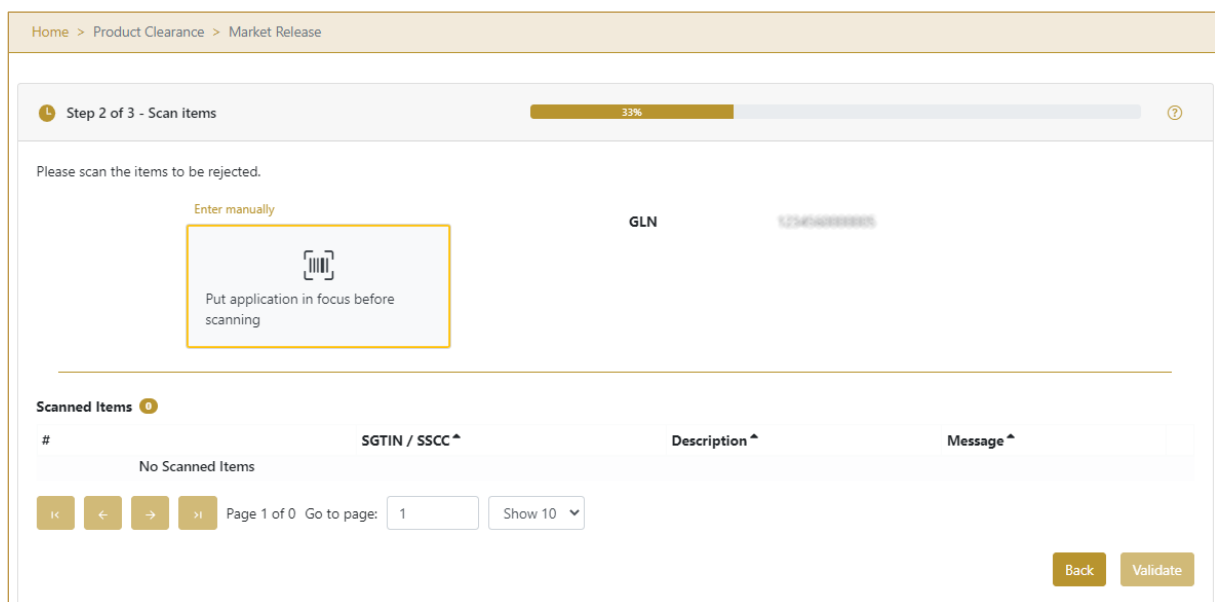 Home > Product Clearance > Market Release
Step 2 of 3 - Scan items
33%
?
Please scan the items to be rejected.
Enter manually
GLN
Put application in focus before
scanning
Scanned Items 0
# SGTIN / SSCC Description Message
No Scanned Items
Page 1 of 0 Go to page: 1 Show 10
Back Validate